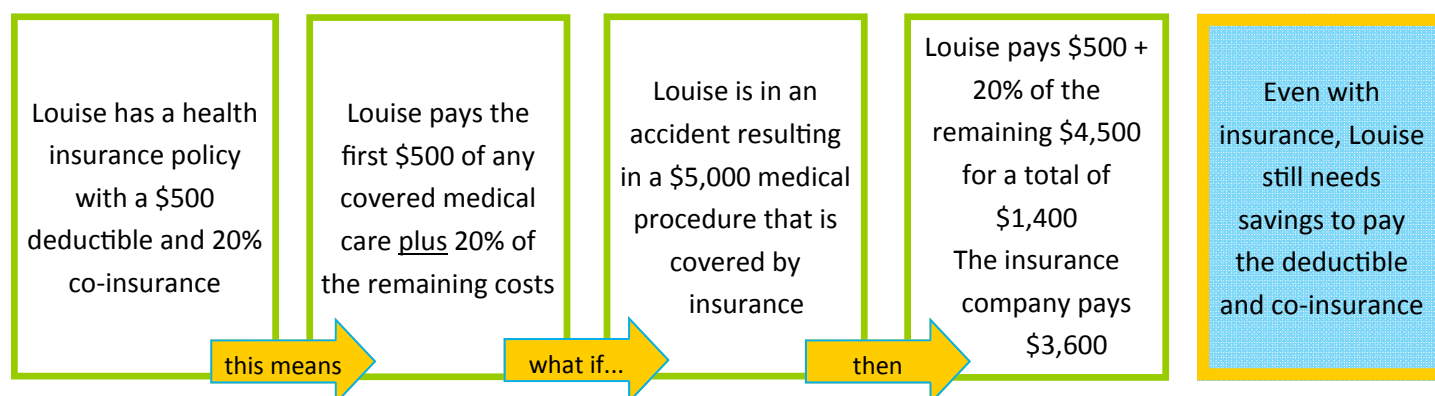 Louise has a health
insurance policy
with a $500
deductible and 20%
co-insurance
this means
Louise pays the
first $500 of any
covered medical
care plus 20% of
the remaining costs
what if...
Louise is in an
accident resulting
in a $5,000 medical
procedure that is
covered by
insurance
then
Louise pays $500 +
20% of the
remaining $4,500
for a total of
$1,400
The insurance
company pays
$3,600
Even with
insurance, Louise
still needs
savings to pay
the deductible
and co-insurance